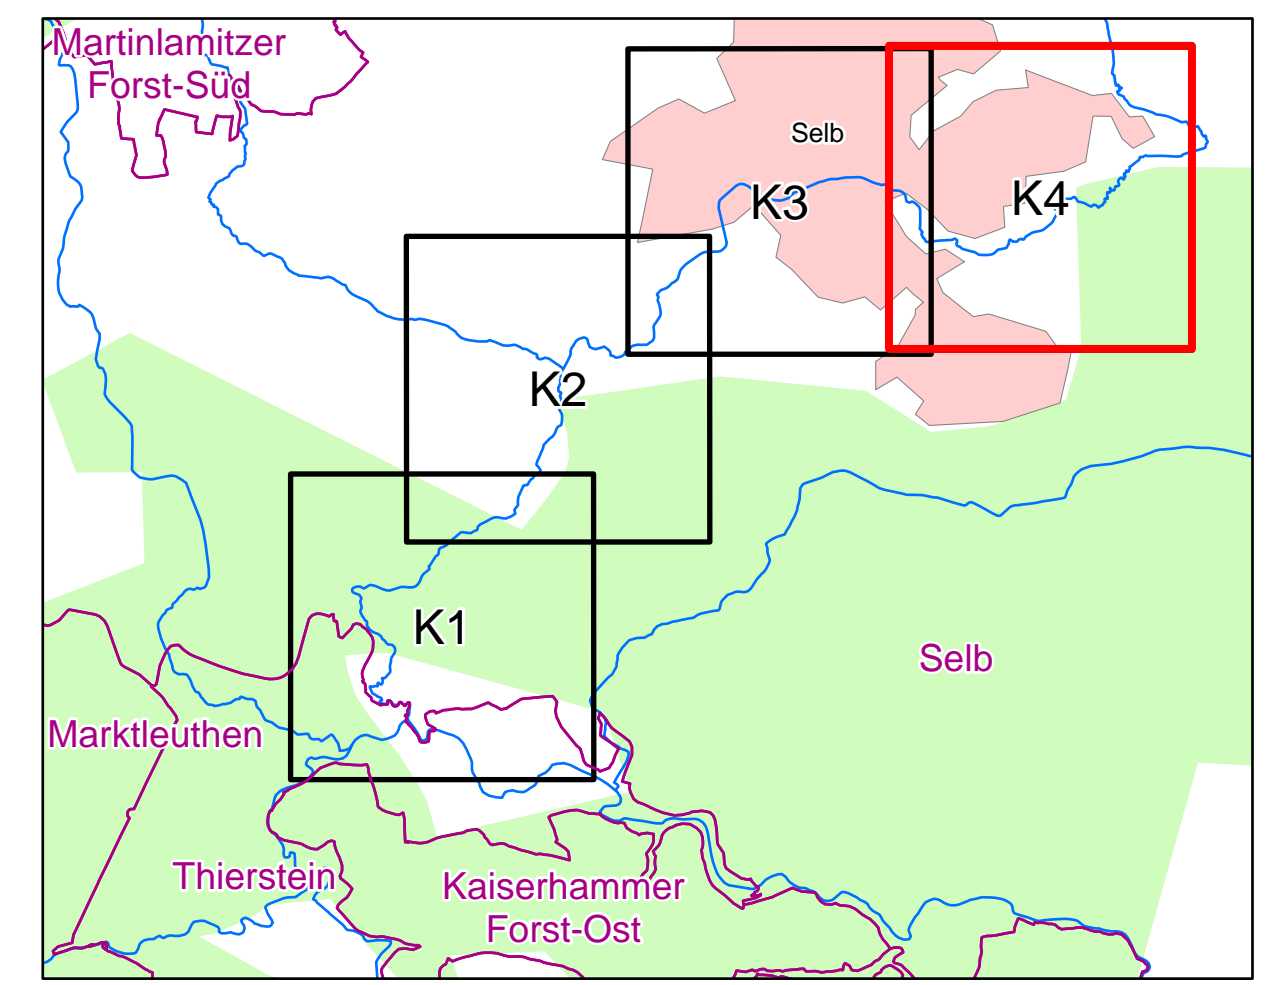 Martinlamitzer
Forst-Süd
Selb
K3
K4
K2
K1
Selb
Marktleuthen
Thierstein
Kaiserhammer
Forst-Ost